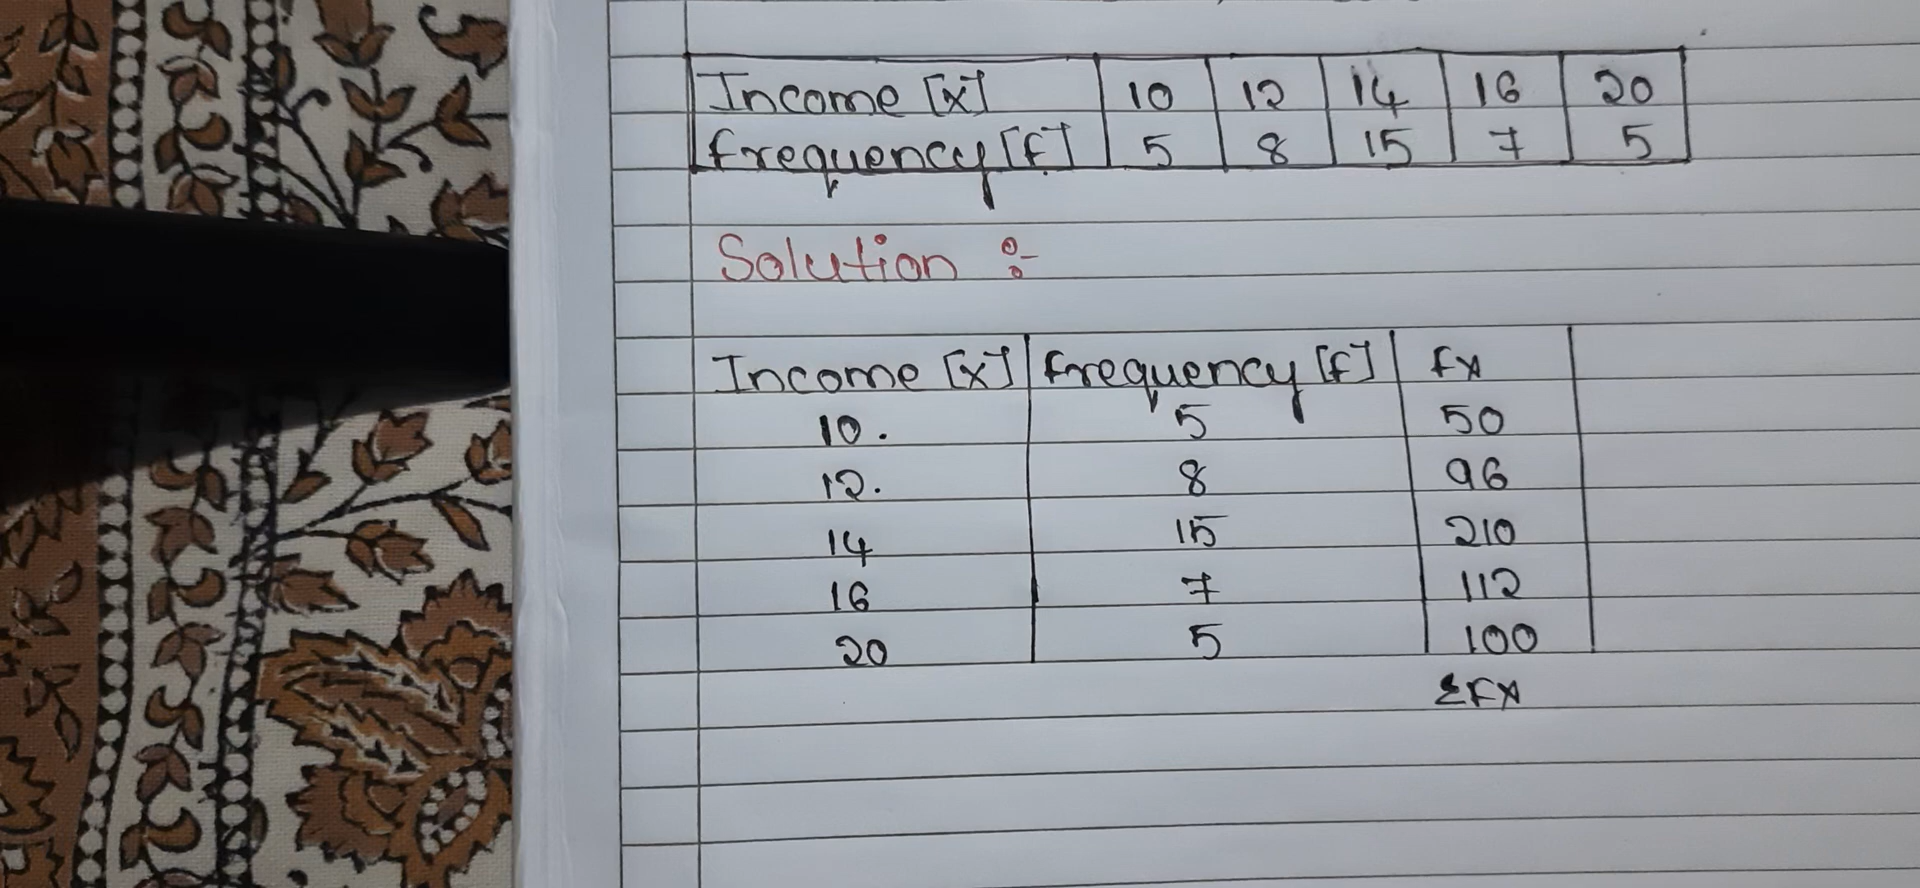 Income [x] 10 12 14 16 20
frequency [f] 5 8 15 7 5
Solution :-
Income [x] frequency [f] fx
10. 5 50
12. 8 96
14 15 210
16 7 112
20 5 100
Σfx